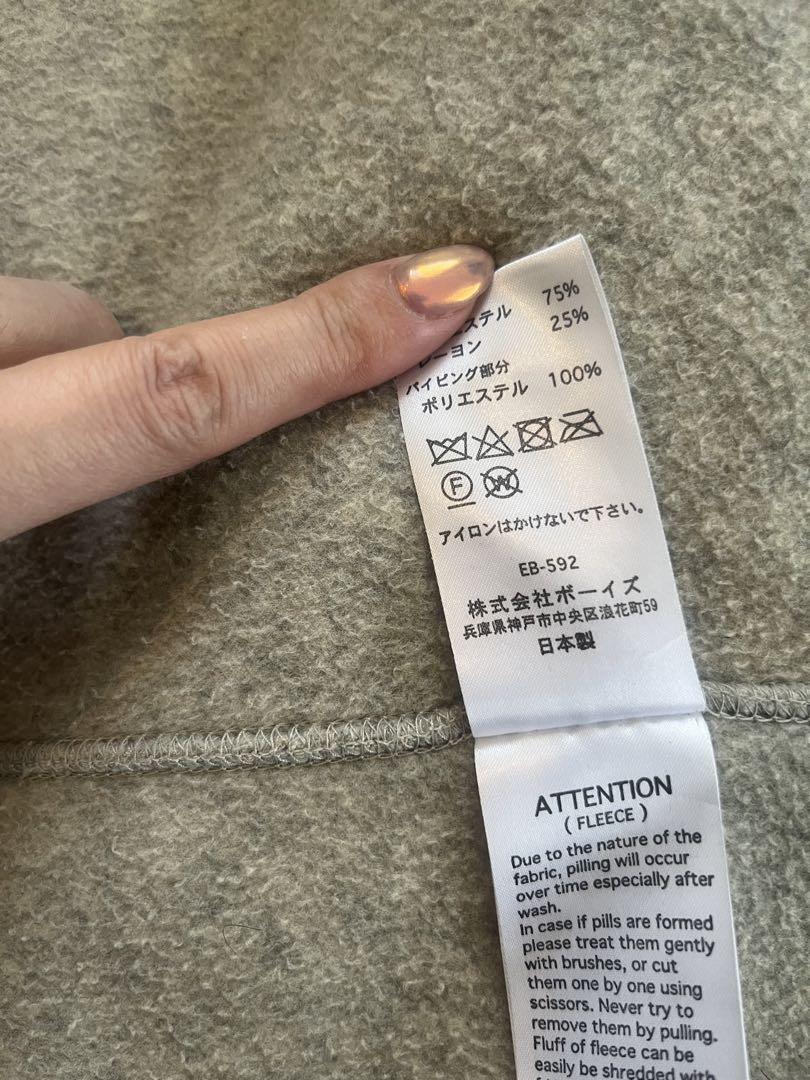 ステル 75%
レーヨン 25%
パイピング部分
ポリエステル 100%
F W
アイロンはかけないで下さい。
EB-592
株式会社ボーイズ
兵庫県神戸市中央区浪花町59
日本製
ATTENTION
( FLEECE )
Due to the nature of the
fabric, pilling will occur
over time especially after
wash.
In case if pills are formed
please treat them gently
with brushes, or cut
them one by one using
scissors. Never try to
remove them by pulling.
Fluff of fleece can be
easily be shredded with